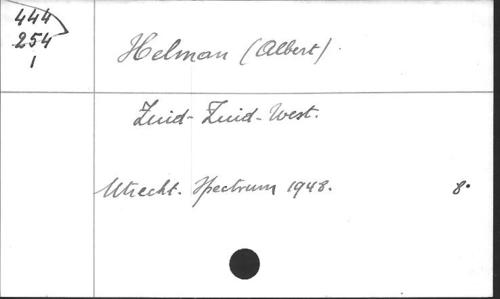 444
254
1
Helman (Albert).
Zuid-Zuid-West.
Utrecht. Spectrum 1948. 8°